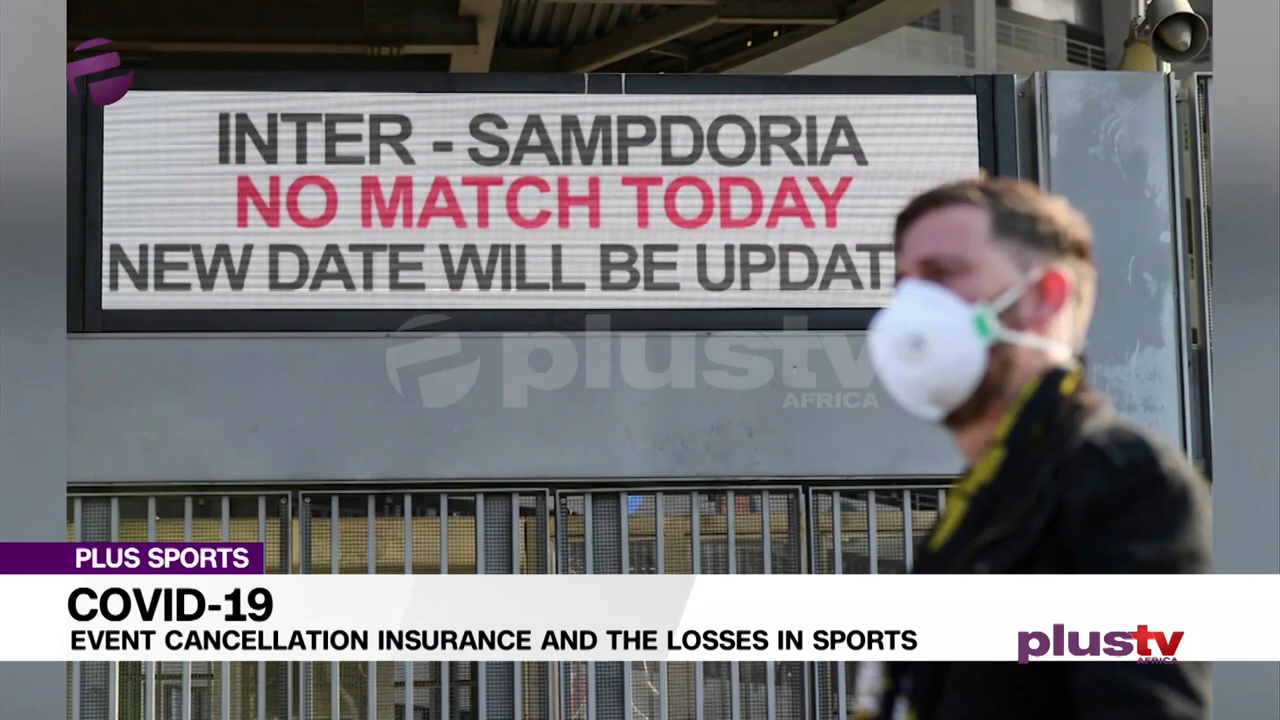 INTER - SAMPDORIA
NO MATCH TODAY
NEW DATE WILL BE UPDAT
plustv
AFRICA
PLUS SPORTS
COVID-19
EVENT CANCELLATION INSURANCE AND THE LOSSES IN SPORTS
plustv
AFRICA